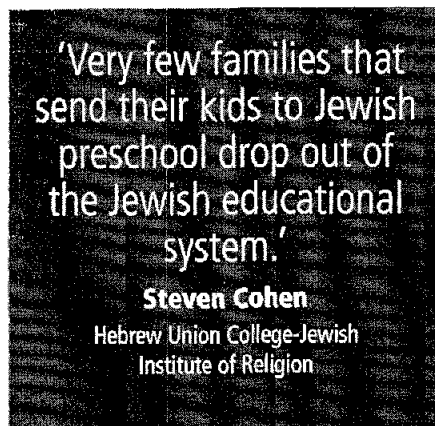 'Very few families that
send their kids to Jewish
preschool drop out of
the Jewish educational
system.'
Steven Cohen
Hebrew Union College-Jewish
Institute of Religion